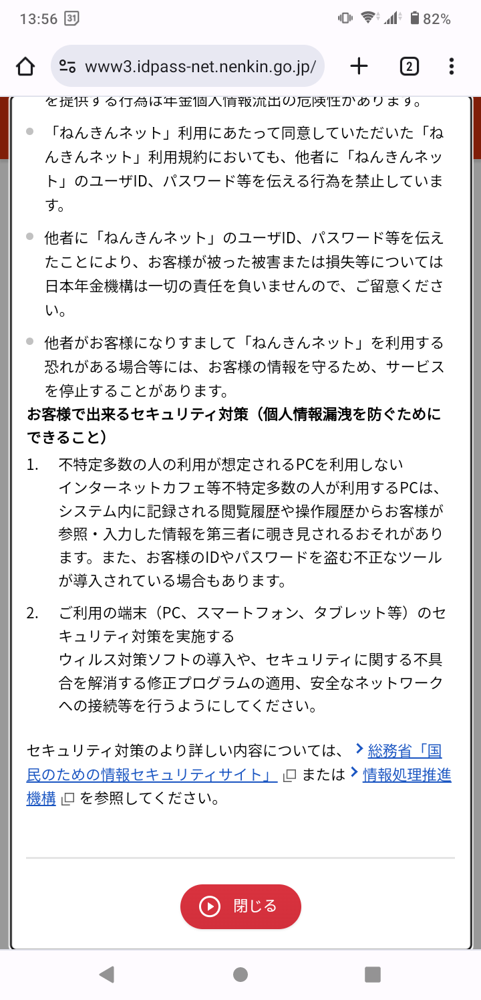 13:56 31 82%
www3.idpass-net.nenkin.go.jp/ 2
を提供する行為は年金個人情報流出の危険性があります。
「ねんきんネット」利用にあたって同意していただいた「ね
んきんネット」利用規約においても、他者に「ねんきんネッ
ト」のユーザID、パスワード等を伝える行為を禁止していま
す。
他者に「ねんきんネット」のユーザID、パスワード等を伝え
たことにより、お客様が被った被害または損失等については
日本年金機構は一切の責任を負いませんので、ご留意くださ
い。
他者がお客様になりすまして「ねんきんネット」を利用する
恐れがある場合等には、お客様の情報を守るため、サービス
を停止することがあります。
お客様で出来るセキュリティ対策（個人情報漏洩を防ぐために
できること）
1. 不特定多数の人の利用が想定されるPCを利用しない
インターネットカフェ等不特定多数の人が利用するPCは、
システム内に記録される閲覧履歴や操作履歴からお客様が
参照・入力した情報を第三者に覗き見されるおそれがあり
ます。また、お客様のIDやパスワードを盗む不正なツール
が導入されている場合もあります。
2. ご利用の端末（PC、スマートフォン、タブレット等）のセ
キュリティ対策を実施する
ウィルス対策ソフトの導入や、セキュリティに関する不具
合を解消する修正プログラムの適用、安全なネットワーク
への接続等を行うようにしてください。
セキュリティ対策のより詳しい内容については、 総務省「国
民のための情報セキュリティサイト」 または 情報処理推進
機構 を参照してください。
閉じる